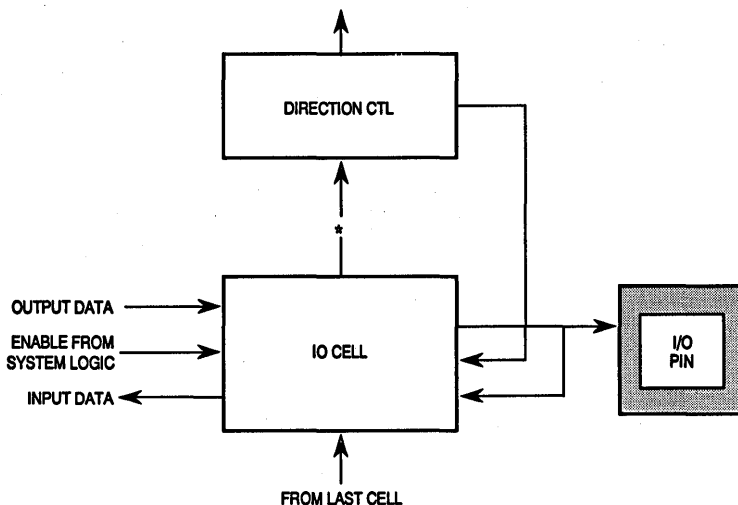 DIRECTION CTL
*
OUTPUT DATA
ENABLE FROM
SYSTEM LOGIC
INPUT DATA
IO CELL
I/O
PIN
FROM LAST CELL